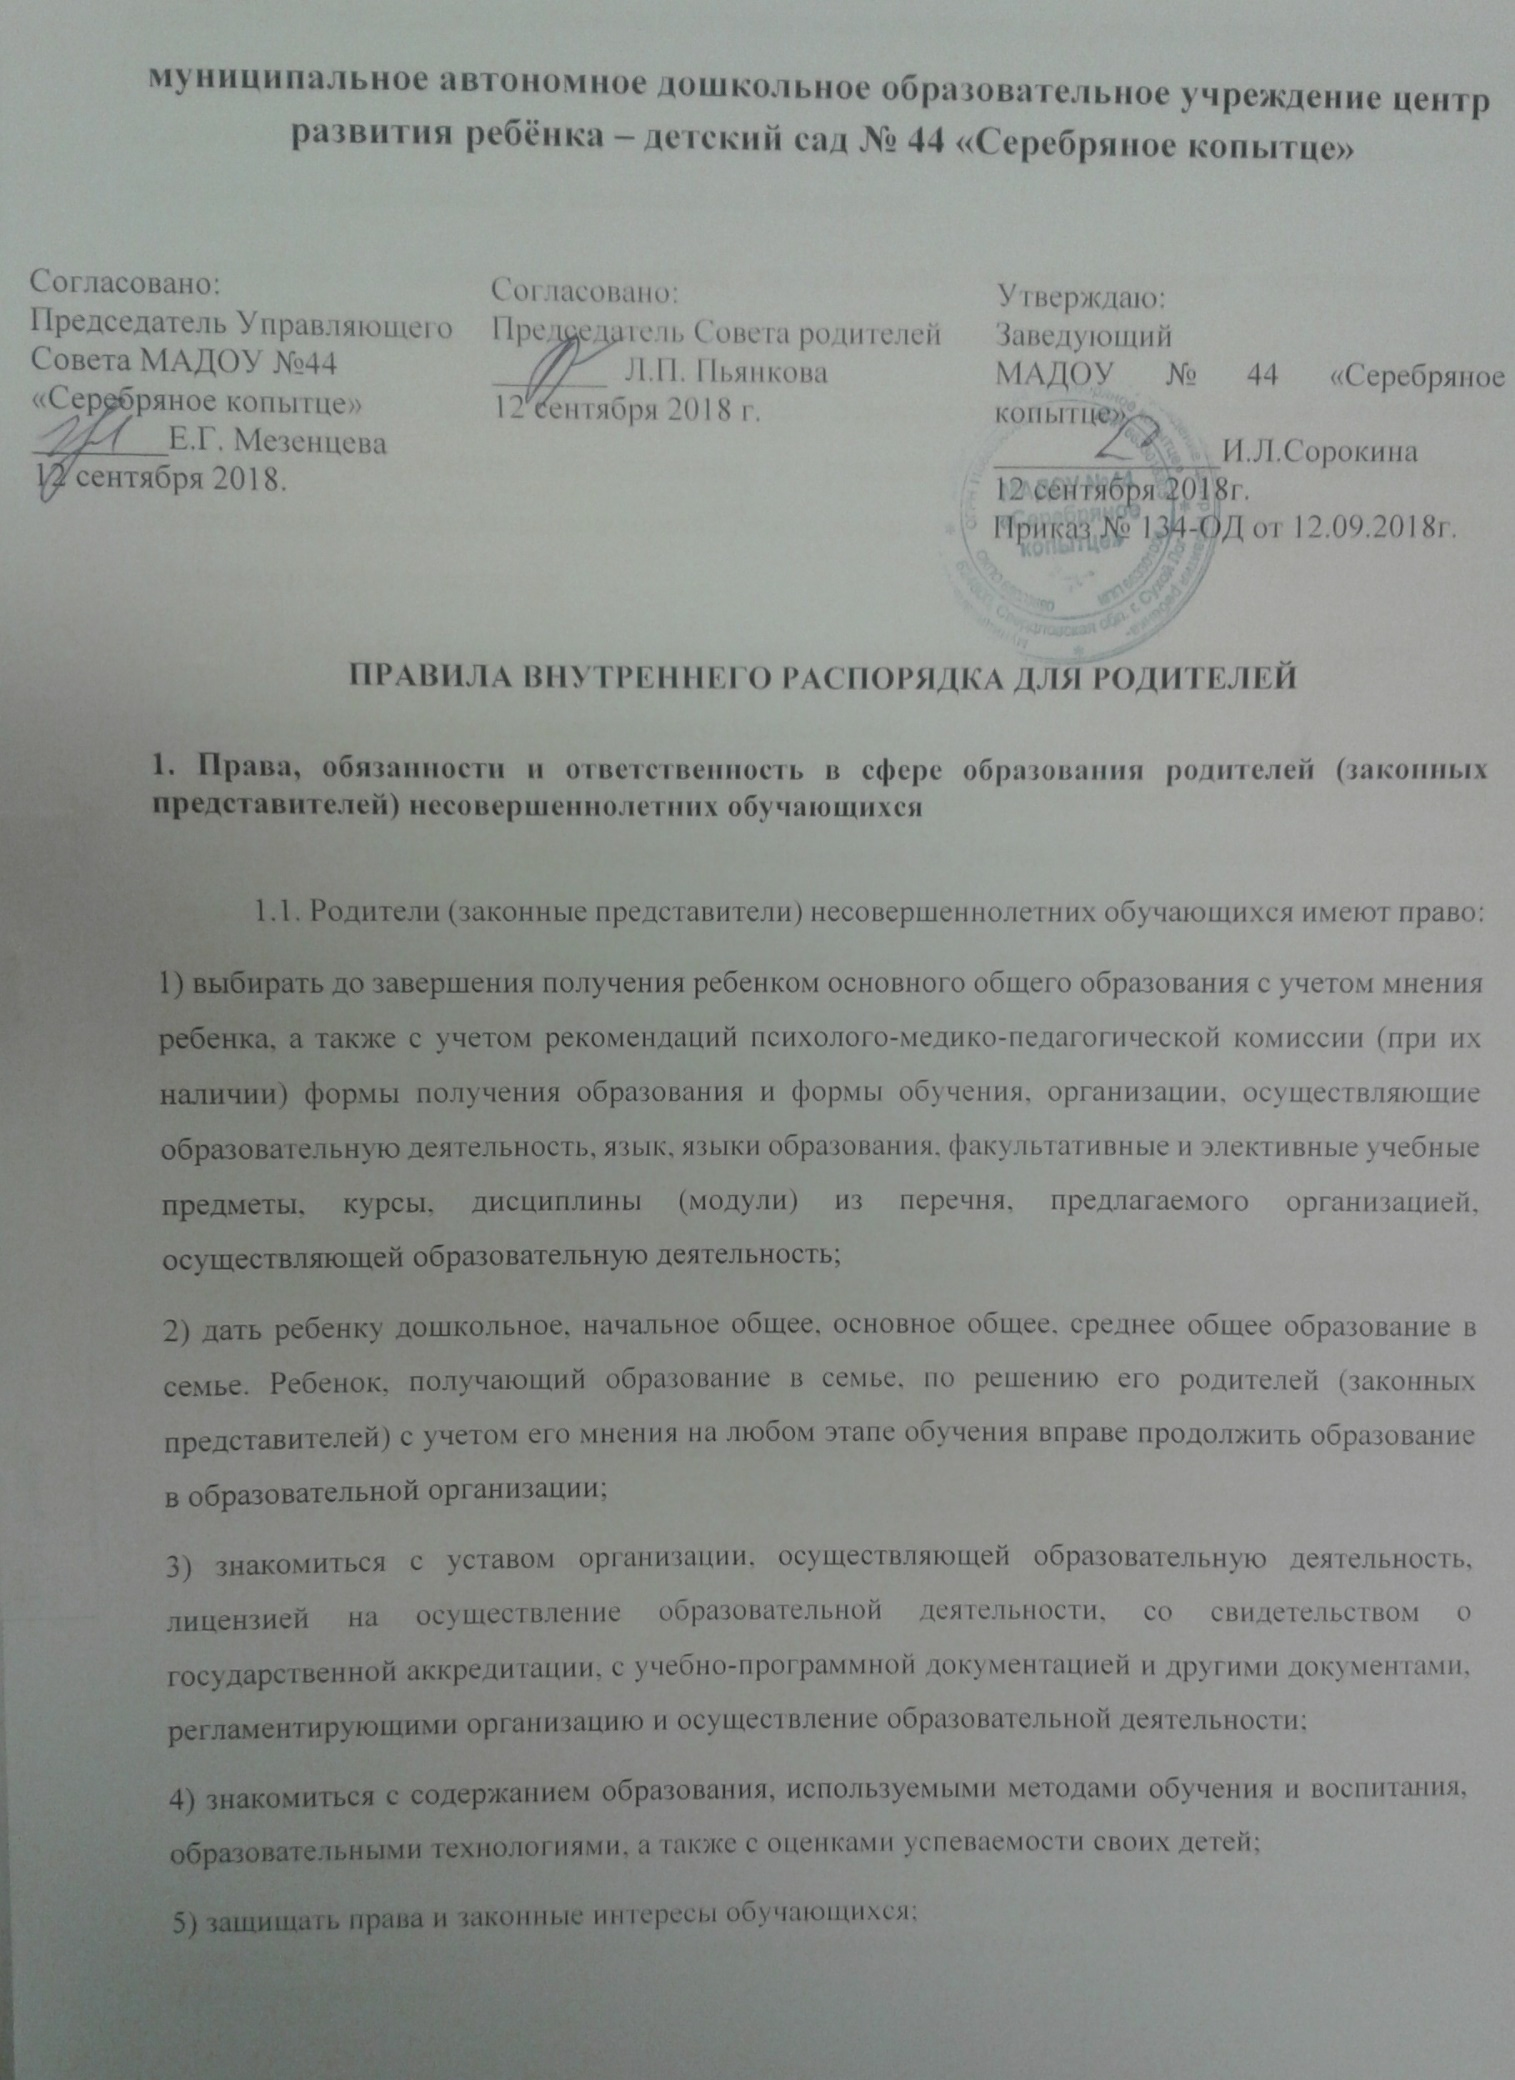 муниципальное автономное дошкольное образовательное учреждение центр
развития ребёнка – детский сад № 44 «Серебряное копытце»
Согласовано:
Председатель Управляющего
Совета МАДОУ №44
«Серебряное копытце»
Е.Г. Мезенцева
12 сентября 2018.
Согласовано:
Председатель Совета родителей
Л.П. Пьянкова
12 сентября 2018 г.
Утверждаю:
Заведующий
МАДОУ № 44 «Серебряное
копытце»
И.Л.Сорокина
12 сентября 2018г.
Приказ № 134-ОД от 12.09.2018г.
МАДОУ №44
«Серебряное
копытце»
ПРАВИЛА ВНУТРЕННЕГО РАСПОРЯДКА ДЛЯ РОДИТЕЛЕЙ
1. Права, обязанности и ответственность в сфере образования родителей (законных
представителей) несовершеннолетних обучающихся
1.1. Родители (законные представители) несовершеннолетних обучающихся имеют право:
1) выбирать до завершения получения ребенком основного общего образования с учетом мнения
ребенка, а также с учетом рекомендаций психолого-медико-педагогической комиссии (при их
наличии) формы получения образования и формы обучения, организации, осуществляющие
образовательную деятельность, язык, языки образования, факультативные и элективные учебные
предметы, курсы, дисциплины (модули) из перечня, предлагаемого организацией,
осуществляющей образовательную деятельность;
2) дать ребенку дошкольное, начальное общее, основное общее, среднее общее образование в
семье. Ребенок, получающий образование в семье, по решению его родителей (законных
представителей) с учетом его мнения на любом этапе обучения вправе продолжить образование
в образовательной организации;
3) знакомиться с уставом организации, осуществляющей образовательную деятельность,
лицензией на осуществление образовательной деятельности, со свидетельством о
государственной аккредитации, с учебно-программной документацией и другими документами,
регламентирующими организацию и осуществление образовательной деятельности;
4) знакомиться с содержанием образования, используемыми методами обучения и воспитания,
образовательными технологиями, а также с оценками успеваемости своих детей;
5) защищать права и законные интересы обучающихся;